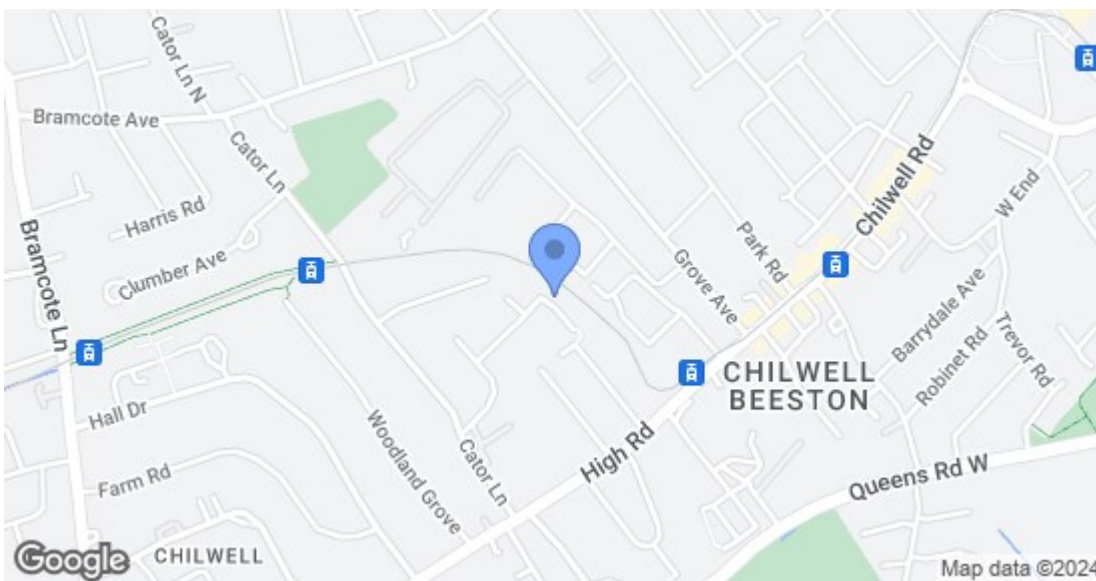 Cator Ln N
Bramcote Ave
Cator Ln
Harris Rd
Clumber Ave
Bramcote Ln
Hall Dr
Farm Rd
Woodland Grove
Cator Ln
High Rd
Grove Ave
Park Rd
Chilwell Rd
W End
Barrydale Ave
Robinet Rd
Trevor Rd
CHILWELL
BEESTON
Queens Rd W
CHILWELL
Google
Map data ©2024